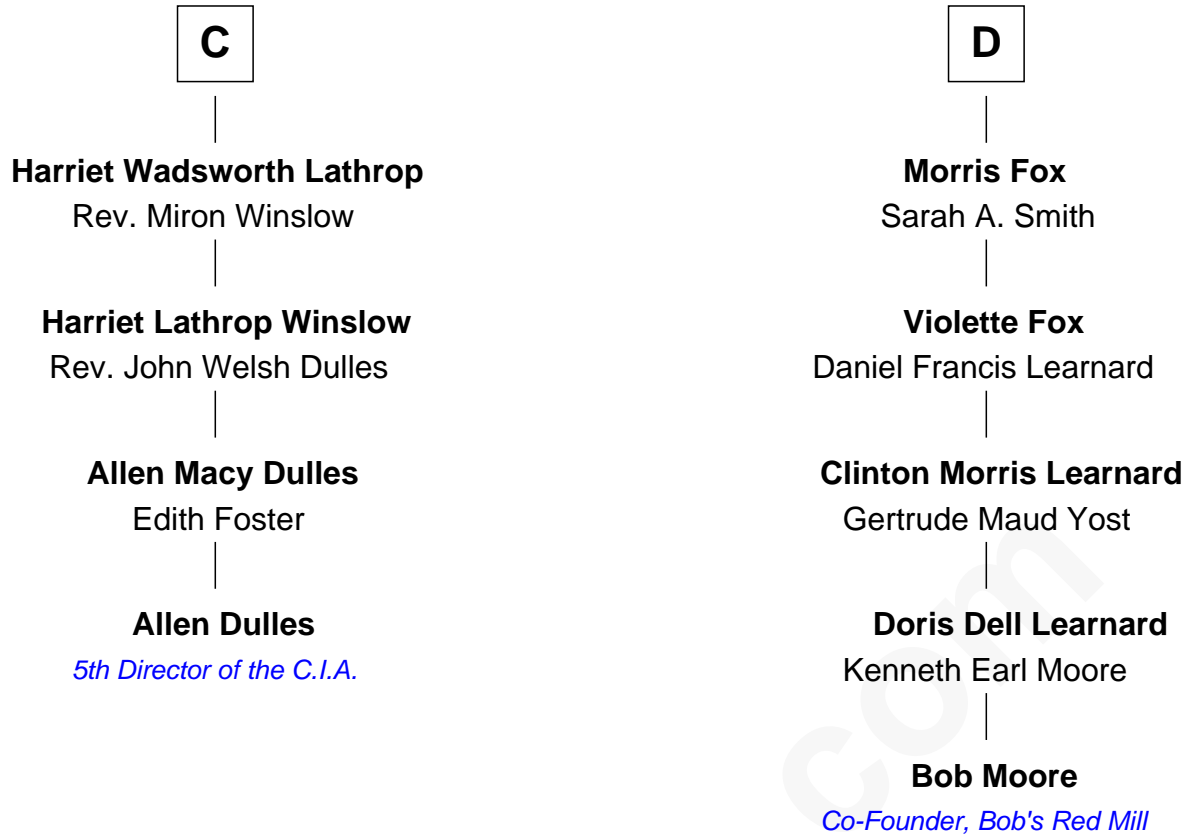 C
Harriet Wadsworth Lathrop
Rev. Miron Winslow
Harriet Lathrop Winslow
Rev. John Welsh Dulles
Allen Macy Dulles
Edith Foster
Allen Dulles
5th Director of the C.I.A.
D
Morris Fox
Sarah A. Smith
Violette Fox
Daniel Francis Learnard
Clinton Morris Learnard
Gertrude Maud Yost
Doris Dell Learnard
Kenneth Earl Moore
Bob Moore
Co-Founder, Bob's Red Mill
com